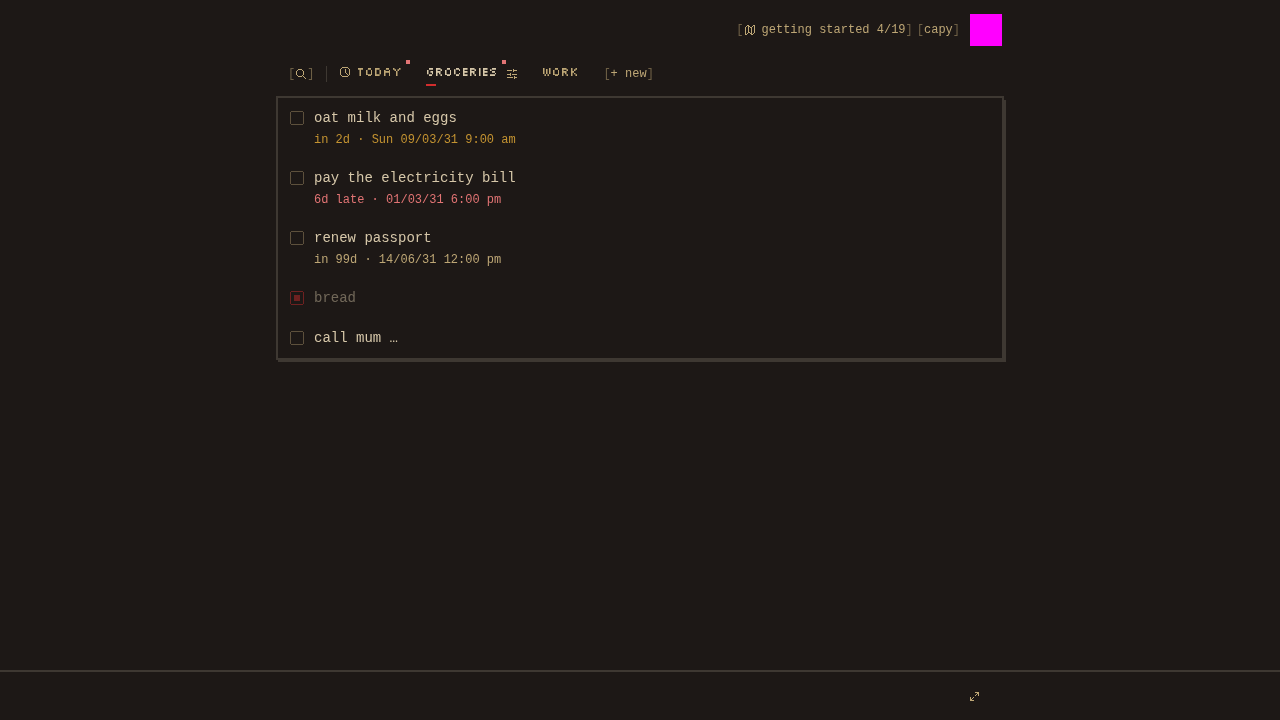 [getting started 4/19] [capy]
[] TODAY GROCERIES WORK [+ new]
oat milk and eggs
in 2d · Sun 09/03/31 9:00 am
pay the electricity bill
6d late · 01/03/31 6:00 pm
renew passport
in 99d · 14/06/31 12:00 pm
bread
call mum …